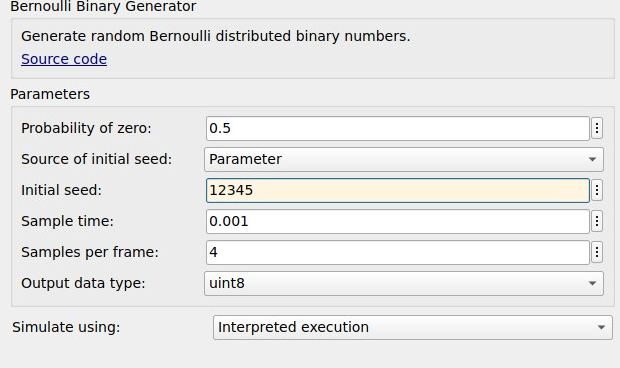 Bernoulli Binary Generator
Generate random Bernoulli distributed binary numbers.
Source code
Parameters
Probability of zero: 0.5
Source of initial seed: Parameter
Initial seed: 12345
Sample time: 0.001
Samples per frame: 4
Output data type: uint8
Simulate using: Interpreted execution